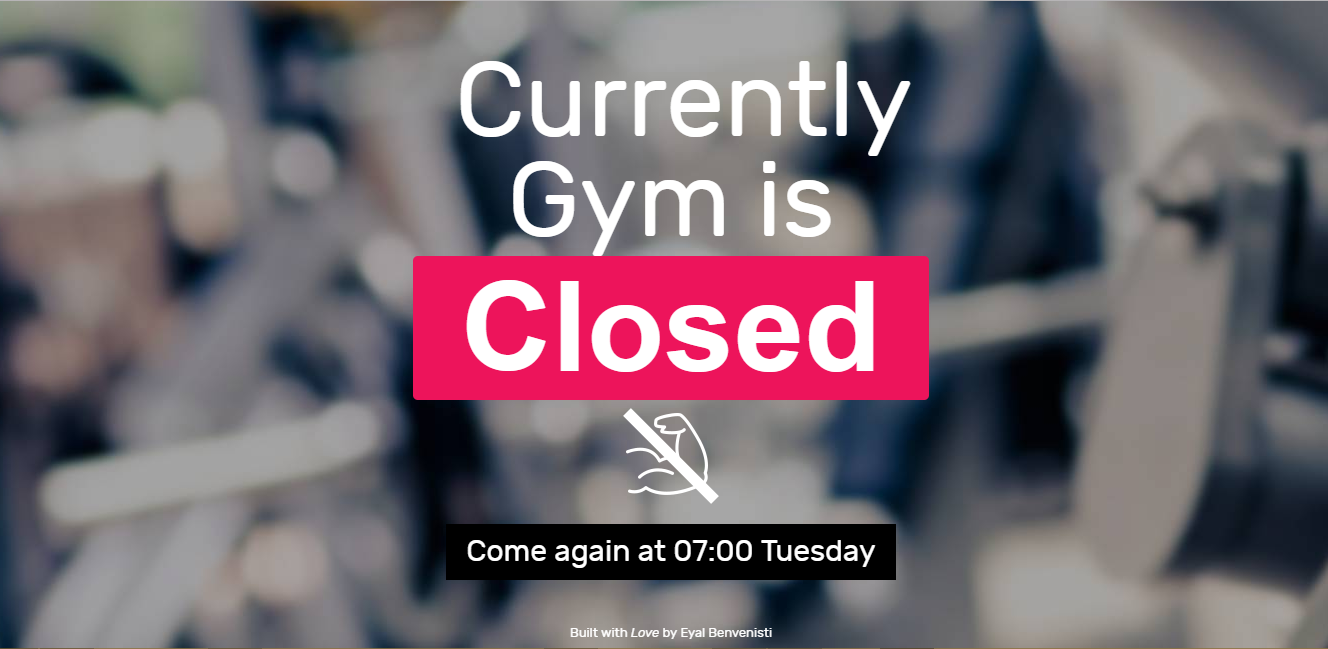 Currently
Gym is
Closed
Come again at 07:00 Tuesday
Built with Love by Eyal Benvenisti